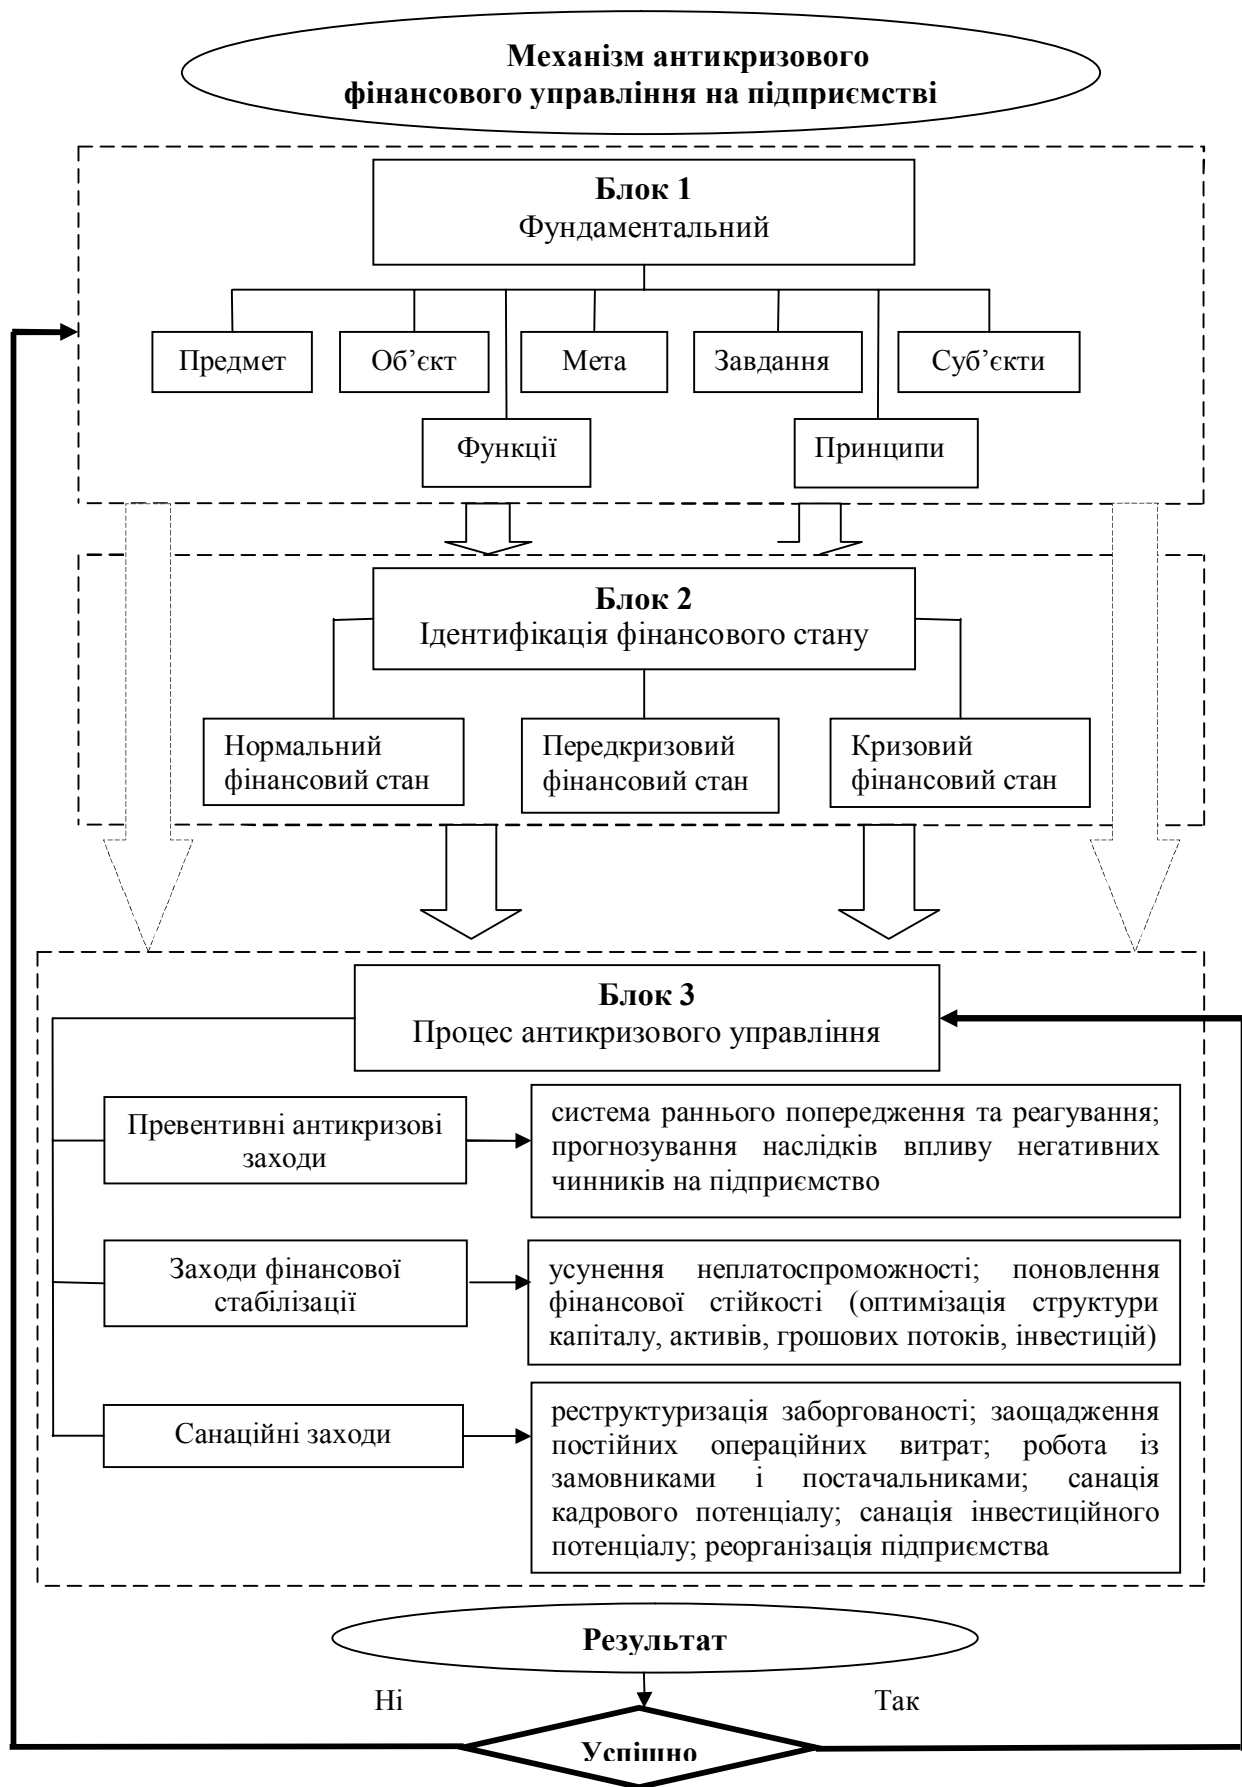 Механізм антикризового
фінансового управління на підприємстві
Блок 1
Фундаментальний
Предмет
Об’єкт
Мета
Завдання
Суб’єкти
Функції
Принципи
Блок 2
Ідентифікація фінансового стану
Нормальний
фінансовий стан
Передкризовий
фінансовий стан
Кризовий
фінансовий стан
Блок 3
Процес антикризового управління
Превентивні антикризові
заходи
система раннього попередження та реагування;
прогнозування наслідків впливу негативних
чинників на підприємство
Заходи фінансової
стабілізації
усунення неплатоспроможності; поновлення
фінансової стійкості (оптимізація структури
капіталу, активів, грошових потоків, інвестицій)
Санаційні заходи
реструктуризація заборгованості; заощадження
постійних операційних витрат; робота із
замовниками і постачальниками; санація
кадрового потенціалу; санація інвестиційного
потенціалу; реорганізація підприємства
Результат
Ні
Так
Успішно